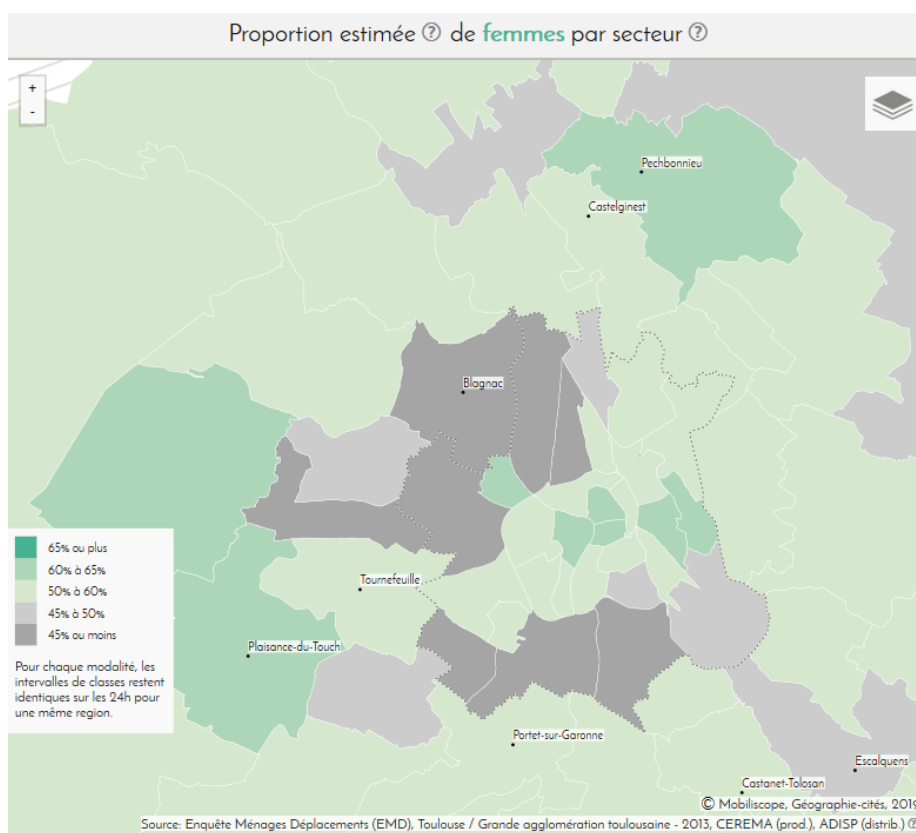 Proportion estimée ? de femmes par secteur ?
+
-
Pechbonnieu
Castelginest
Blagnac
65% ou plus
60% à 65%
50% à 60%
45% à 50%
45% ou moins
Pour chaque modalité, les
intervalles de classes restent
identiques sur les 24h pour
une même region.
Tournefeuille
Plaisance-du-Touch
Portet-sur-Garonne
Escalquens
Castanet-Tolosan
© Mobiliscope, Géographie-cités, 2019
Source: Enquête Ménages Déplacements (EMD), Toulouse / Grande agglomération toulousaine - 2013, CEREMA (prod.), ADISP (distrib.) ?